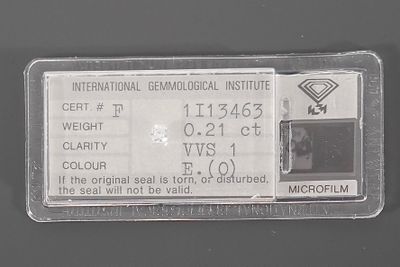 INTERNATIONAL GEMMOLOGICAL INSTITUTE
CERT. # F 1I13463
WEIGHT 0.21 ct
CLARITY VVS 1
COLOUR E.(O)
If the original seal is torn, or disturbed,
the seal will not be valid.
MICROFILM